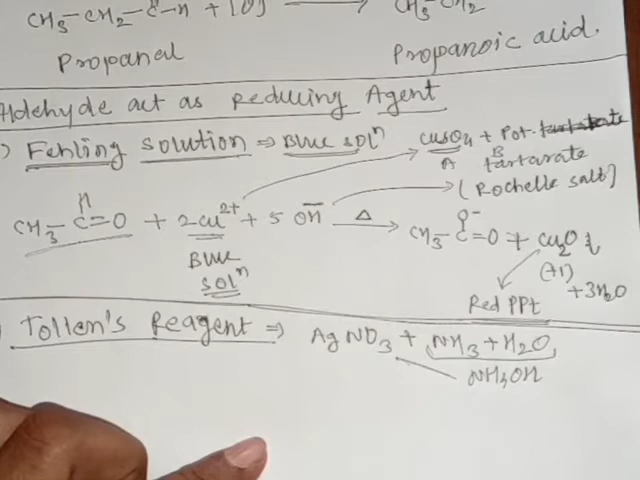 CH3-CH2-C-H + [O] → CH3-CH2
Propanal Propanoic acid.
Aldehyde act as Reducing Agent
) Fehling solution ⇒ Blue solⁿ CuSO4 + Pot. tartarate
A B
(Rochelle salt)
H
CH3-C=O + 2Cu²⁺ + 5 OH⁻ Δ→ CH3-C=O + Cu2O↓
O⁻
Blue solⁿ
(+1)
+3H2O
Red PPt
Tollen's Reagent ⇒ AgNO3 + NH3+H2O
NH3OH